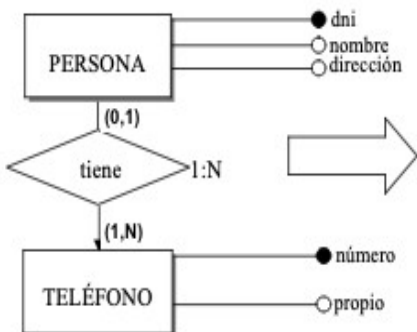 dni
nombre
dirección
PERSONA
(0,1)
tiene
1:N
(1,N)
número
propio
TELÉFONO